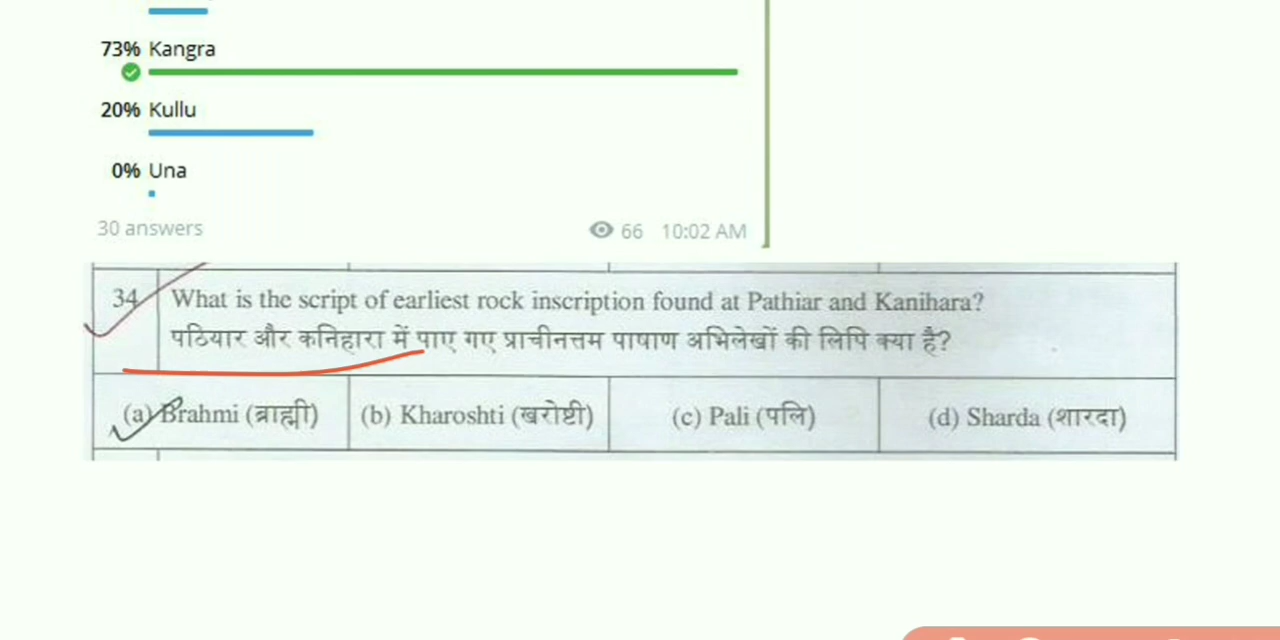 73% Kangra
20% Kullu
0% Una
30 answers 66 10:02 AM
34 What is the script of earliest rock inscription found at Pathiar and Kanihara?
पठियार और कनिहारा में पाए गए प्राचीनत्तम पाषाण अभिलेखों की लिपि क्या है?
(a) Brahmi (ब्राह्मी) (b) Kharoshti (खरोष्टी) (c) Pali (पलि) (d) Sharda (शारदा)